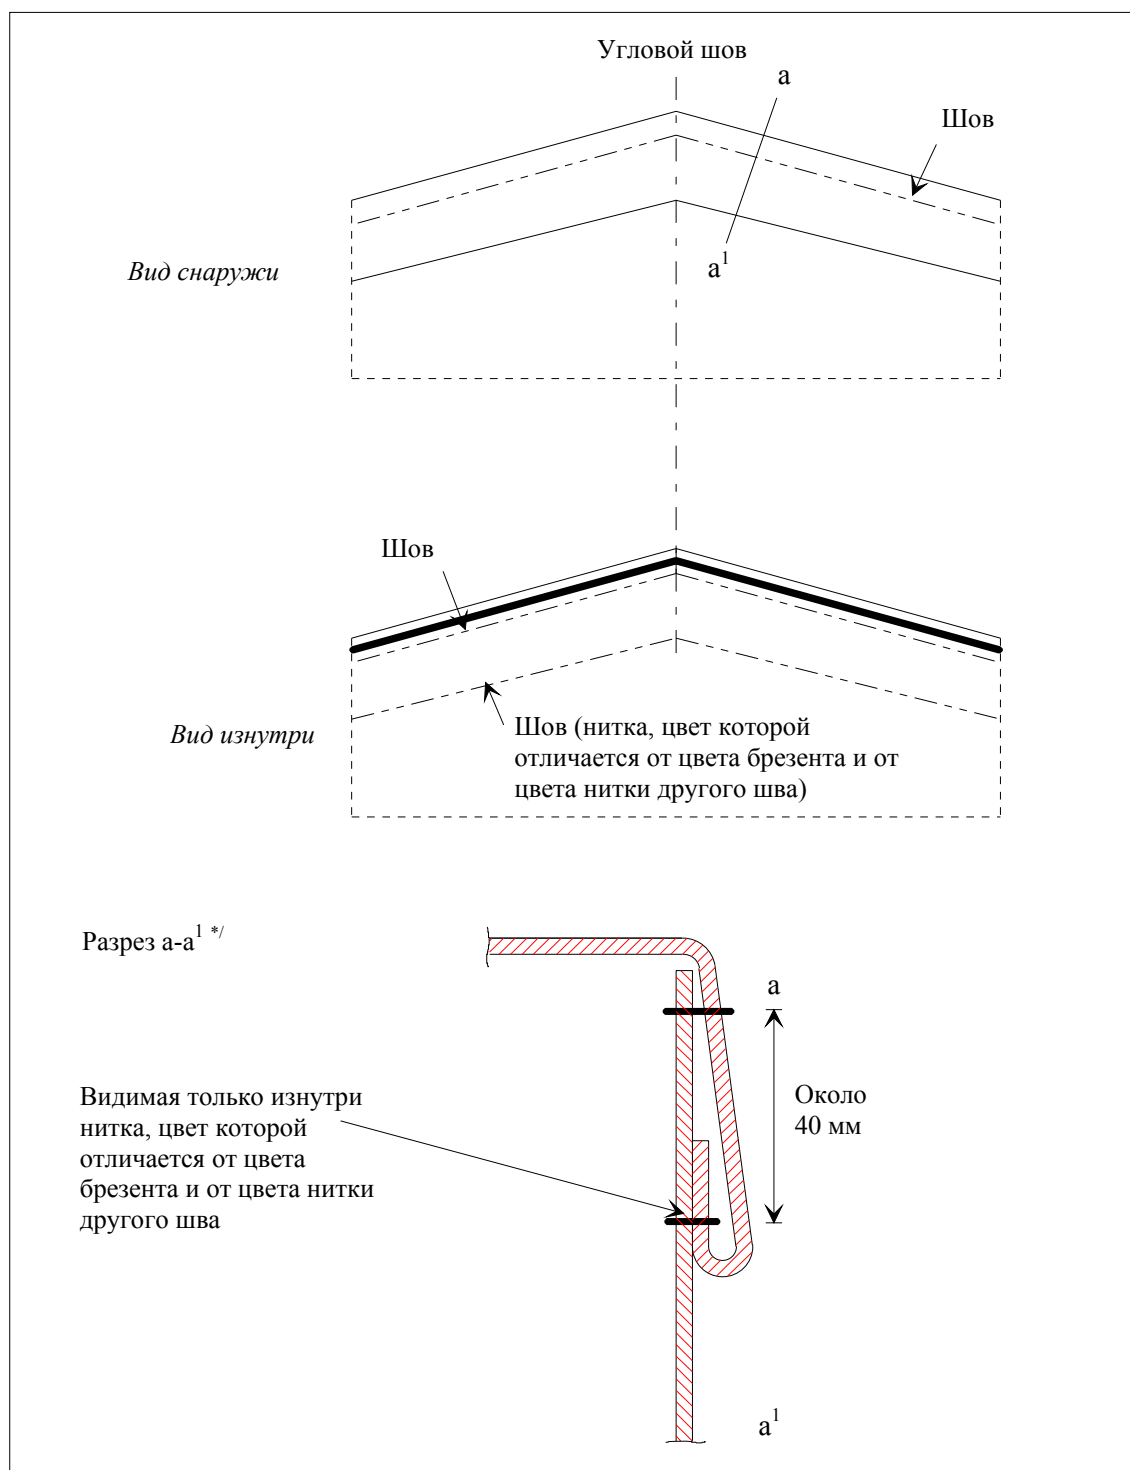 Угловой шов
a
Шов
a¹
Вид снаружи
Шов
Шов (нитка, цвет которой
отличается от цвета брезента и от
цвета нитки другого шва)
Вид изнутри
Разрез a-a¹ */
a
Около
40 мм
Видимая только изнутри
нитка, цвет которой
отличается от цвета
брезента и от цвета нитки
другого шва
a¹